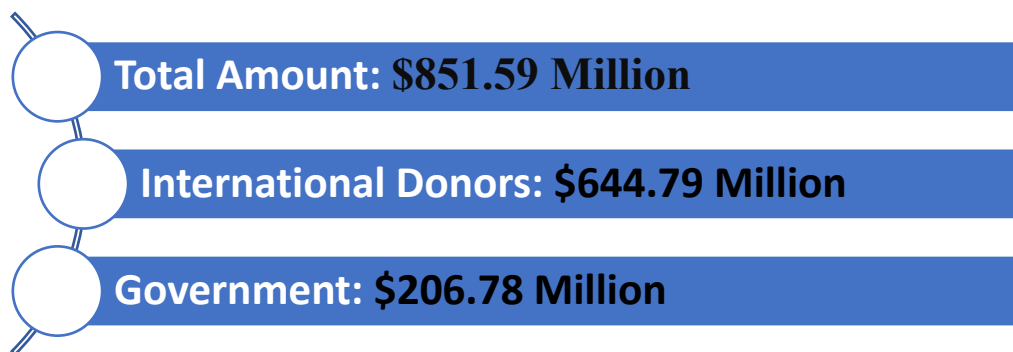 Total Amount: $851.59 Million
International Donors: $644.79 Million
Government: $206.78 Million